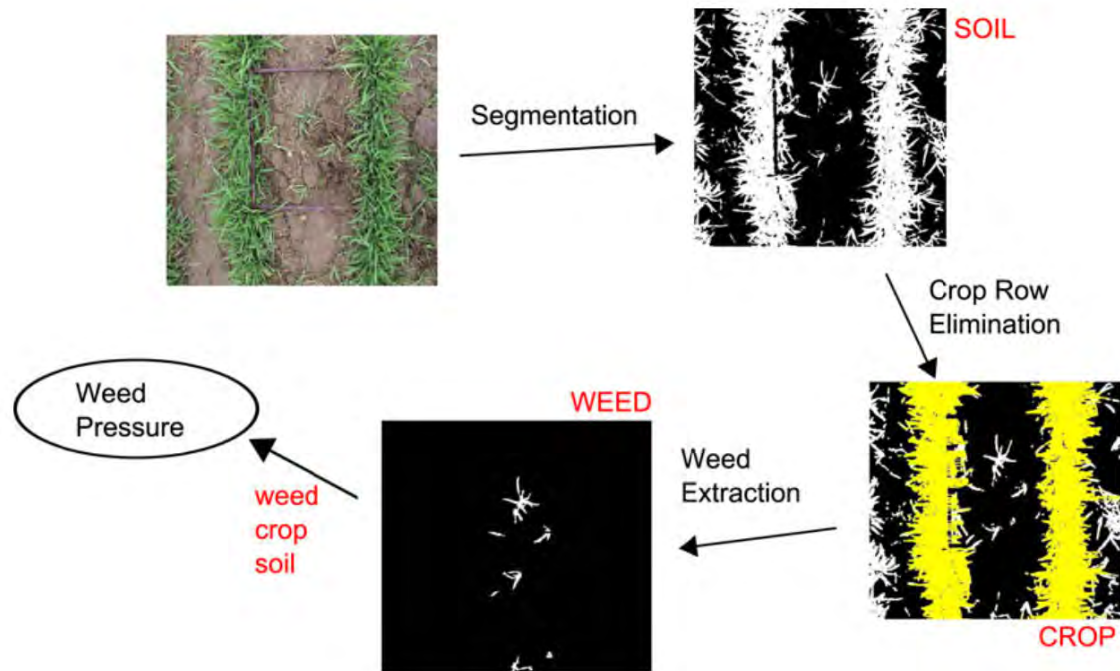 SOIL
Segmentation
Crop Row
Elimination
CROP
Weed
Extraction
WEED
weed
crop
soil
Weed
Pressure